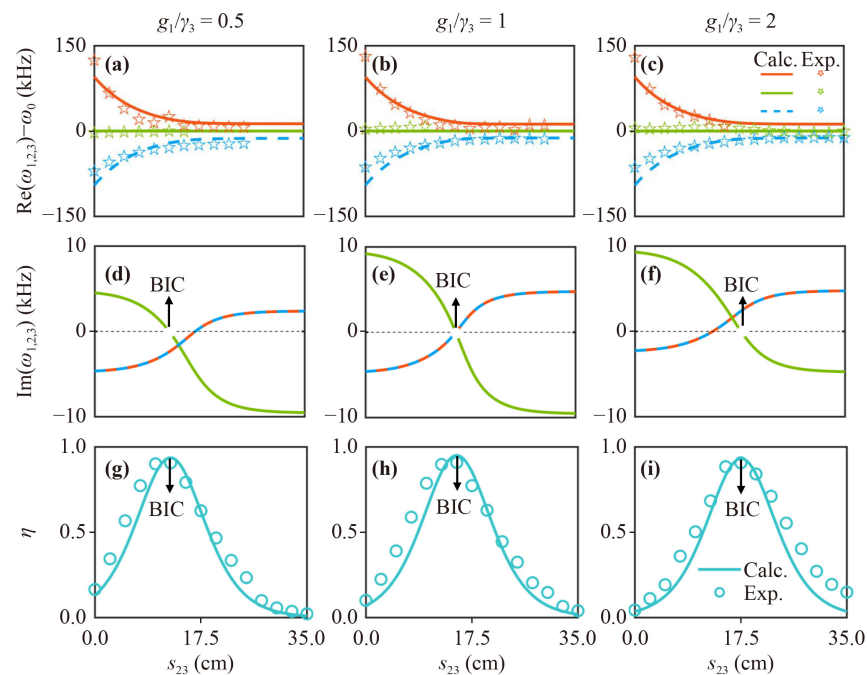 g₁/γ₃ = 0.5
g₁/γ₃ = 1
g₁/γ₃ = 2
Re(ω₁,₂,₃)−ω₀ (kHz)
150
0
−150
(a)
150
0
−150
(b)
150
0
−150
(c)
Calc. Exp.
Im(ω₁,₂,₃) (kHz)
10
0
−10
(d)
BIC
10
0
−10
(e)
BIC
10
0
−10
(f)
BIC
η
1.0
0.5
0.0
(g)
BIC
0.0 17.5 35.0
s₂₃ (cm)
1.0
0.5
0.0
(h)
BIC
0.0 17.5 35.0
s₂₃ (cm)
1.0
0.5
0.0
(i)
BIC
Calc.
Exp.
0.0 17.5 35.0
s₂₃ (cm)